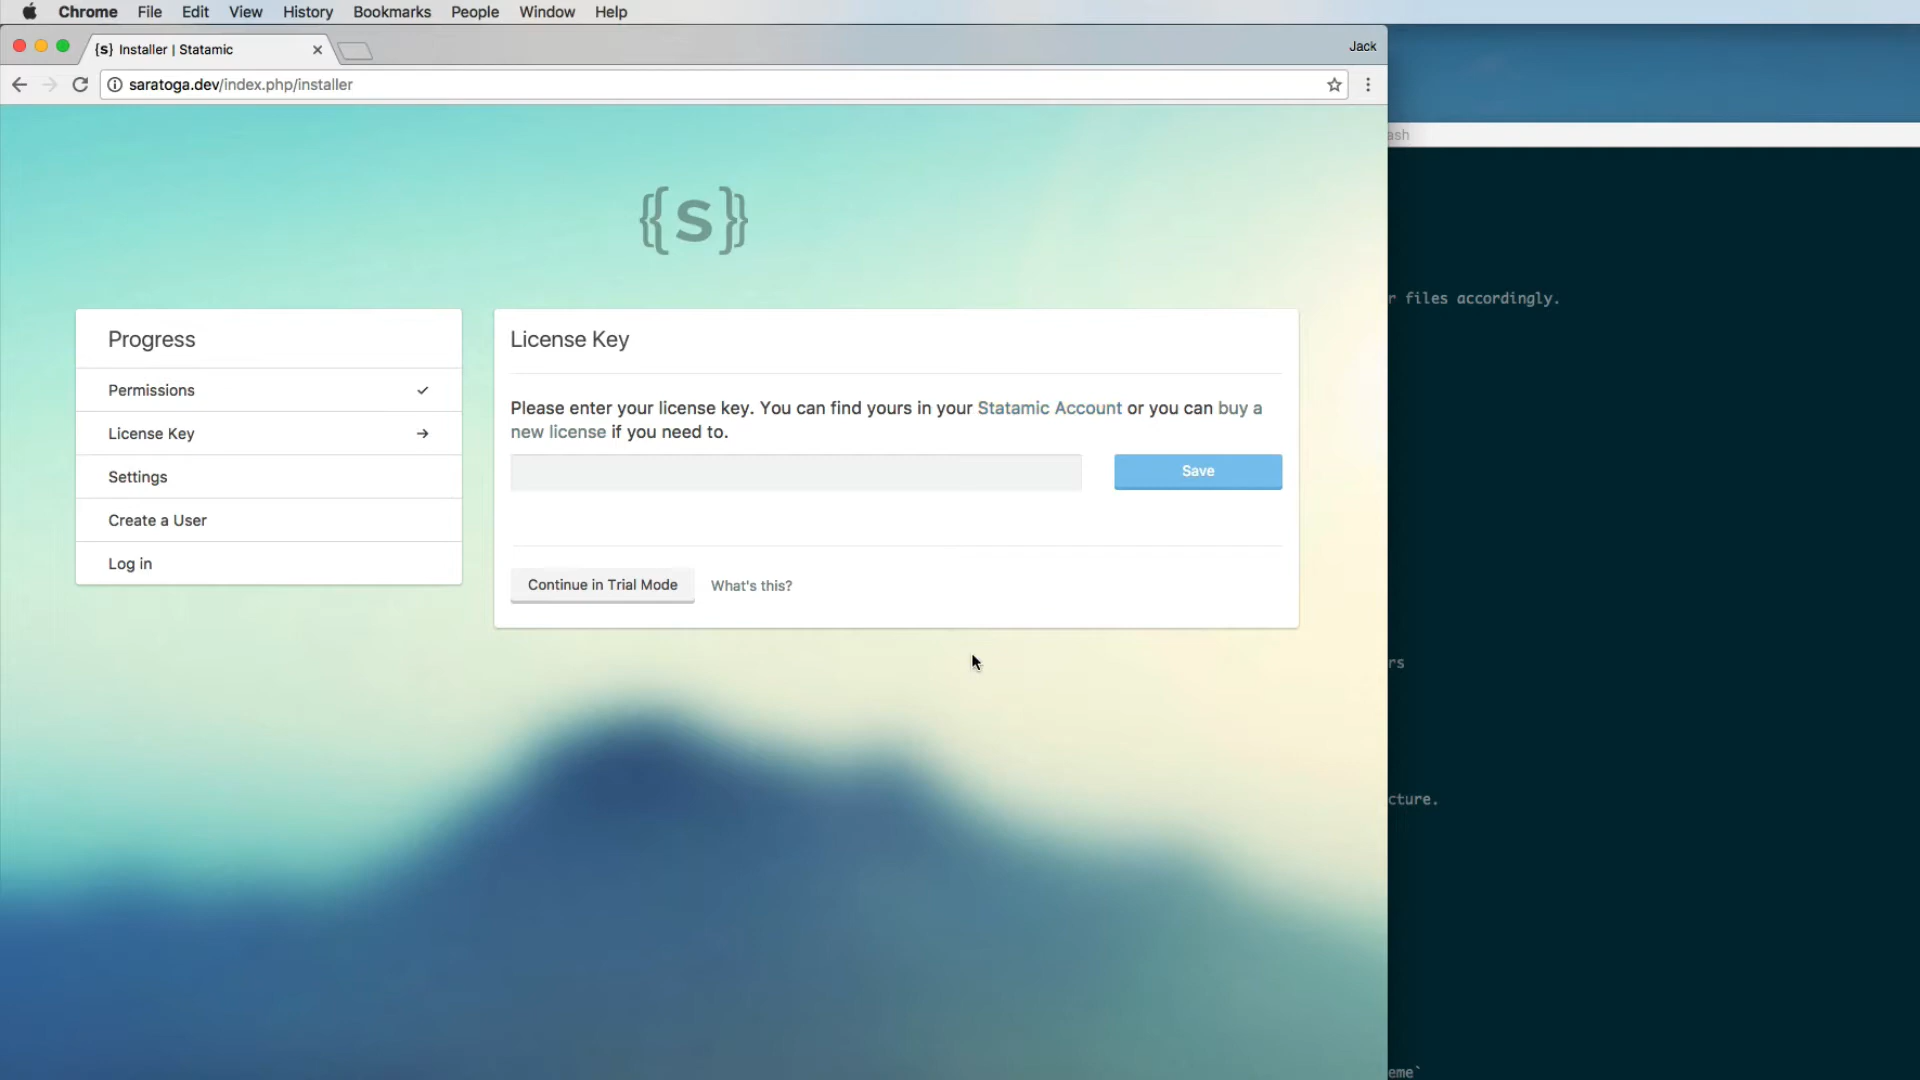 Chrome File Edit View History Bookmarks People Window Help
{s} Installer | Statamic
Jack
saratoga.dev/index.php/installer
ash
{{s}}
files accordingly.
Progress
Permissions
License Key
Settings
Create a User
Log in
License Key
Please enter your license key. You can find yours in your Statamic Account or you can buy a
new license if you need to.
Save
Continue in Trial Mode
What's this?
rs
cture.
eme`